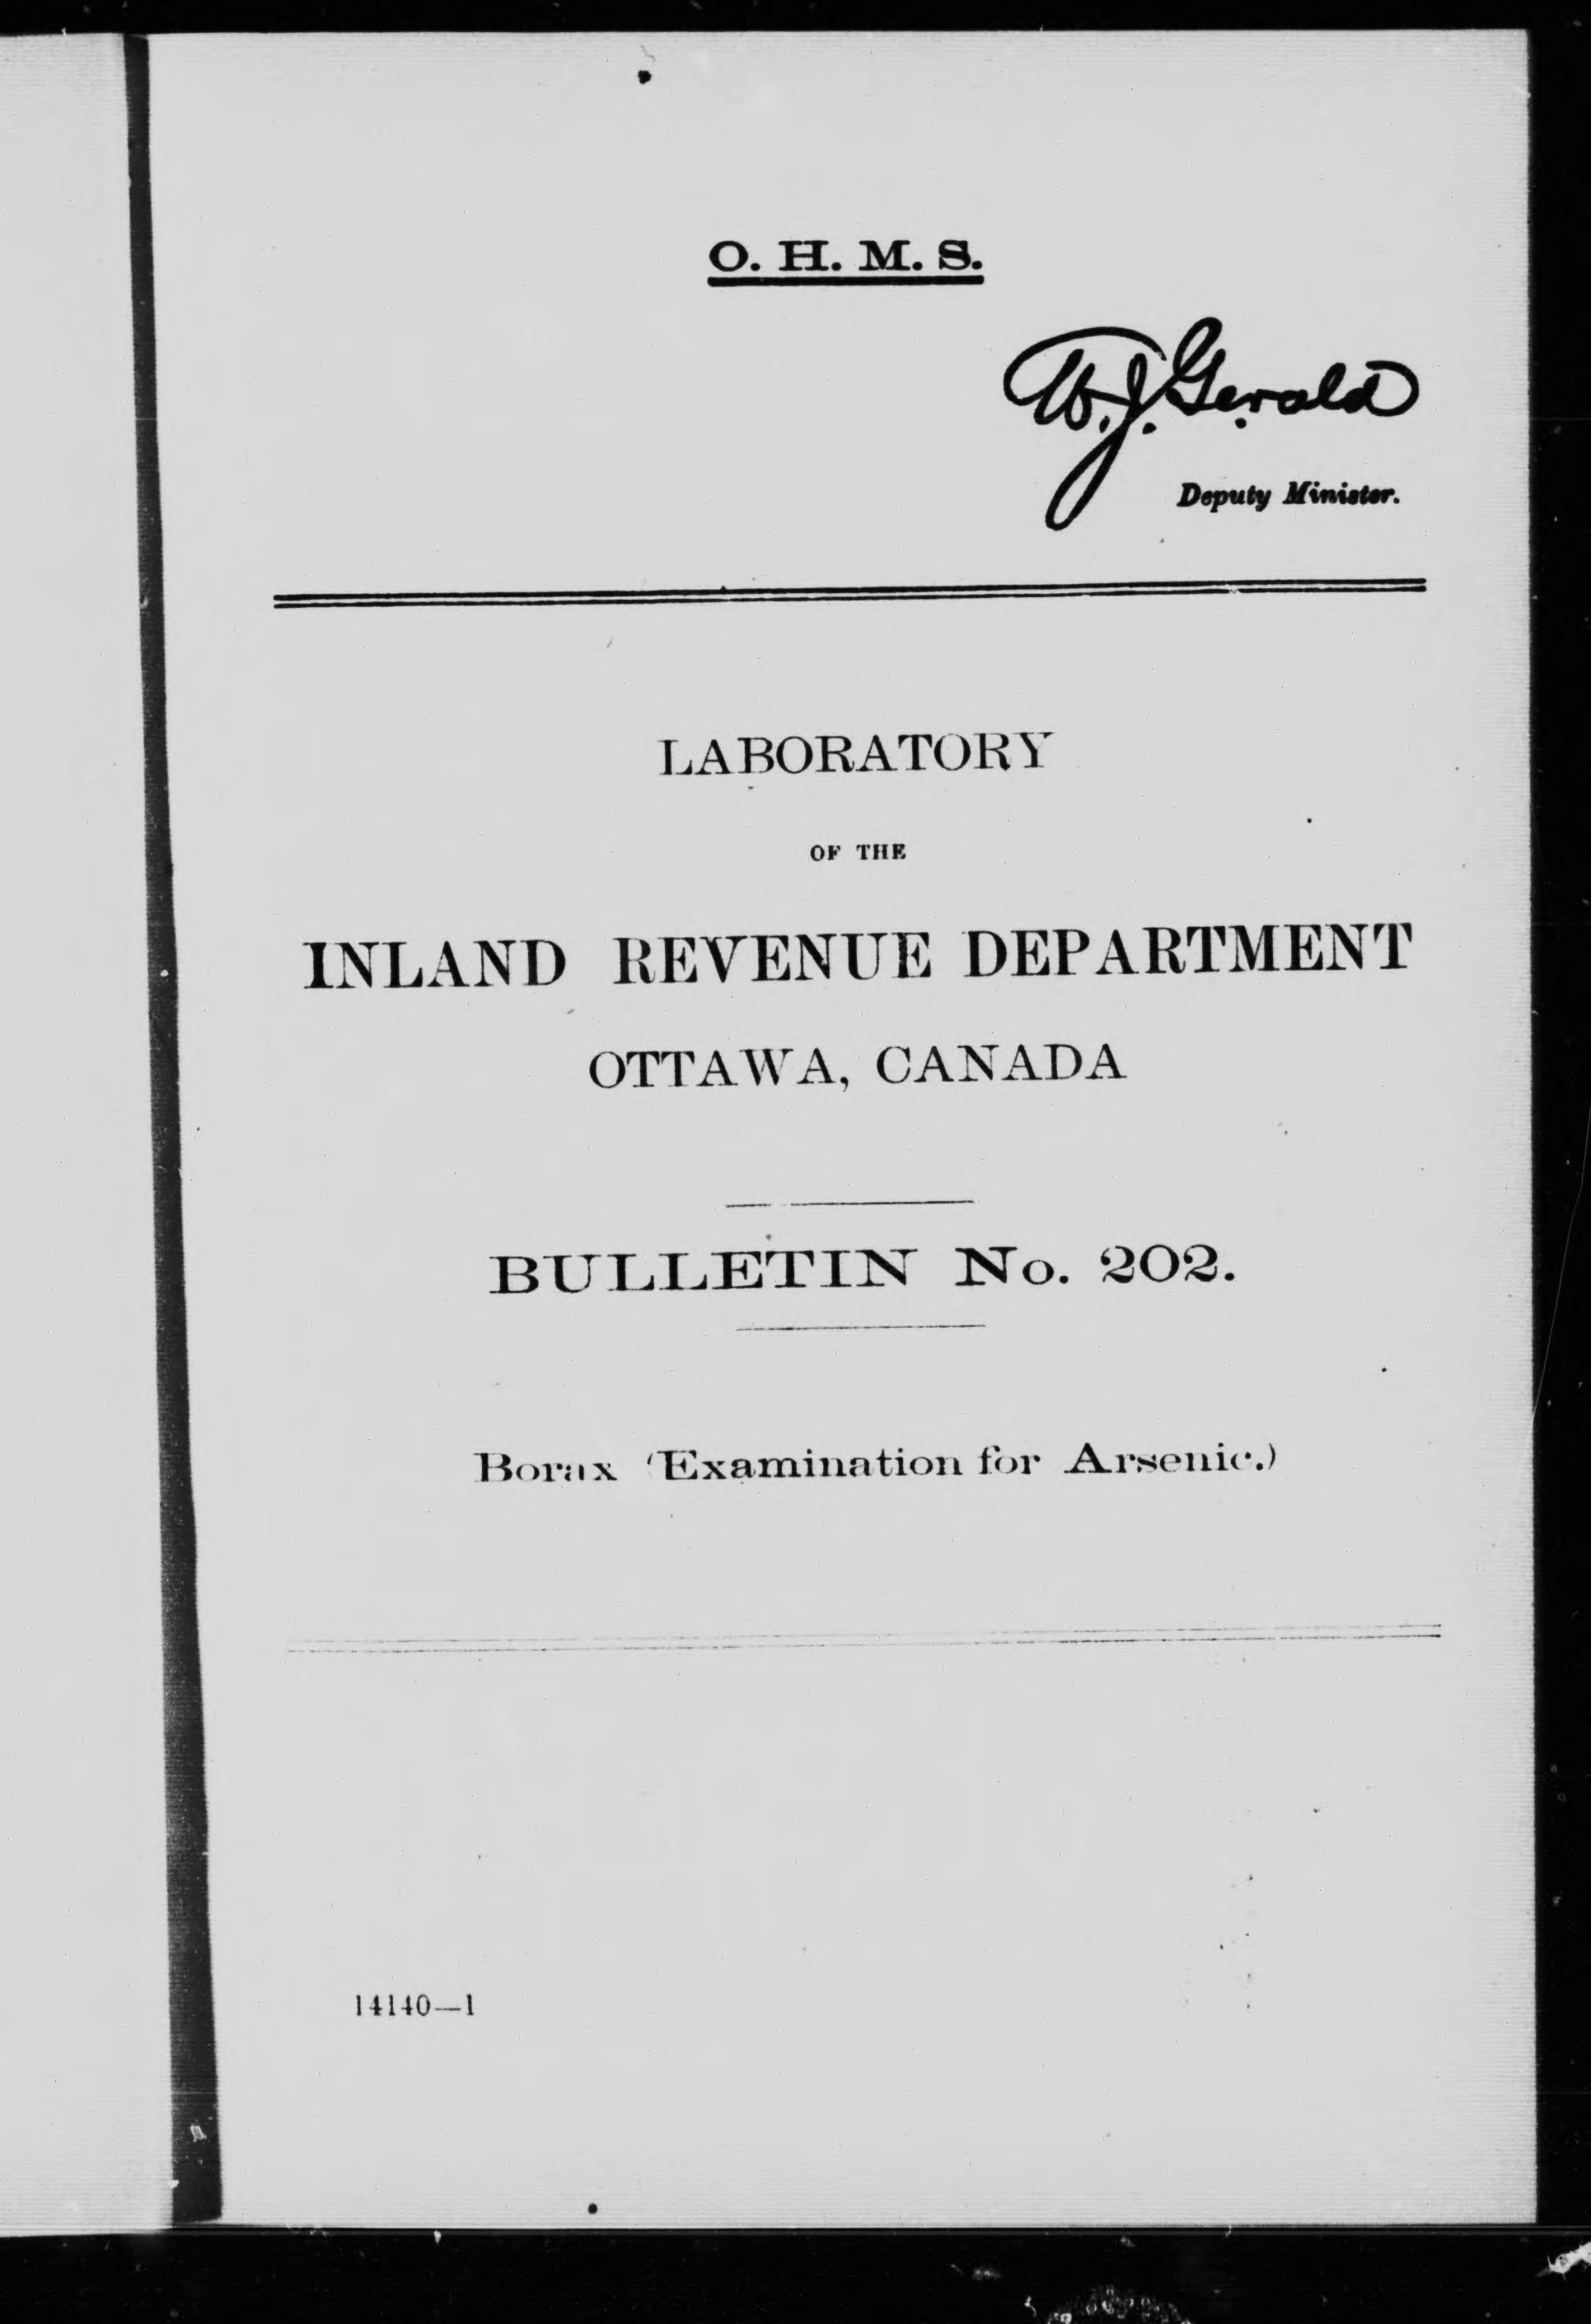 O. H. M. S.
W. J. Gerald
Deputy Minister.
LABORATORY
OF THE
INLAND REVENUE DEPARTMENT
OTTAWA, CANADA
BULLETIN No. 202.
Borax (Examination for Arsenic.)
14140—1